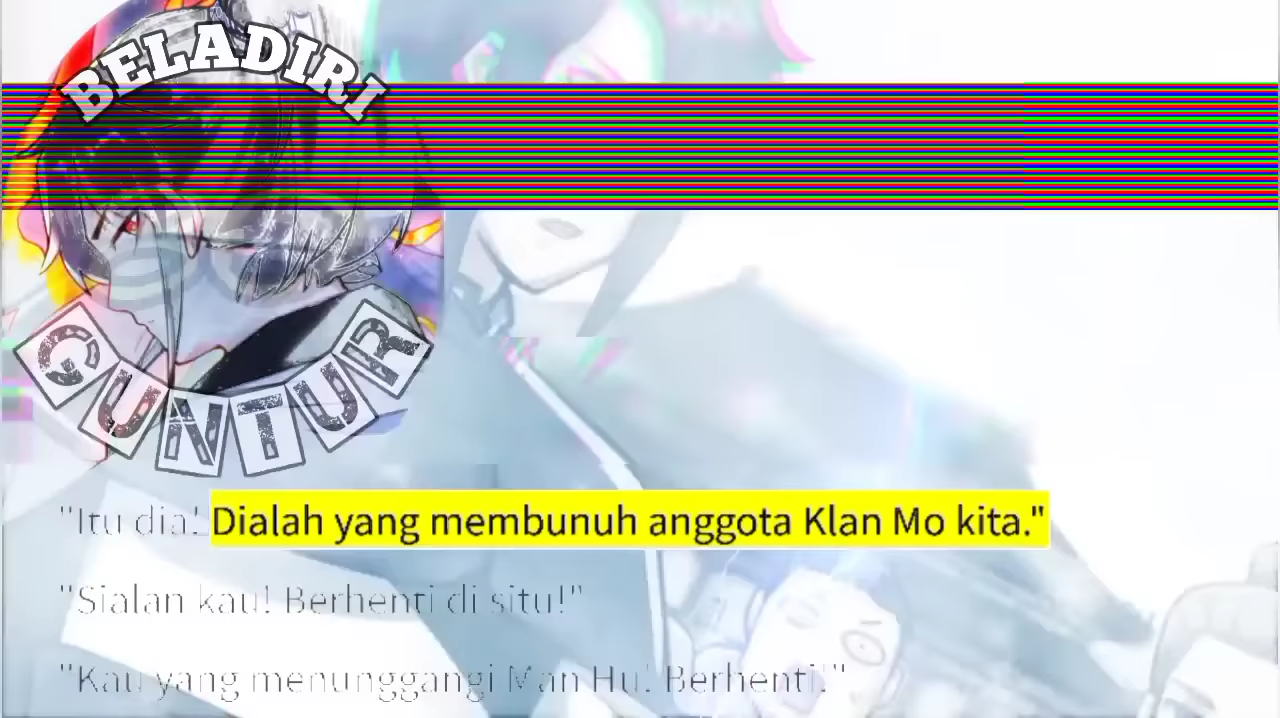 BELADIRI
GUNTUR
"Itu dia! Dialah yang membunuh anggota Klan Mo kita."
"Sialan kau! Berhenti di situ!"
"Kau yang menunggangi Man Hu! Berhenti!"